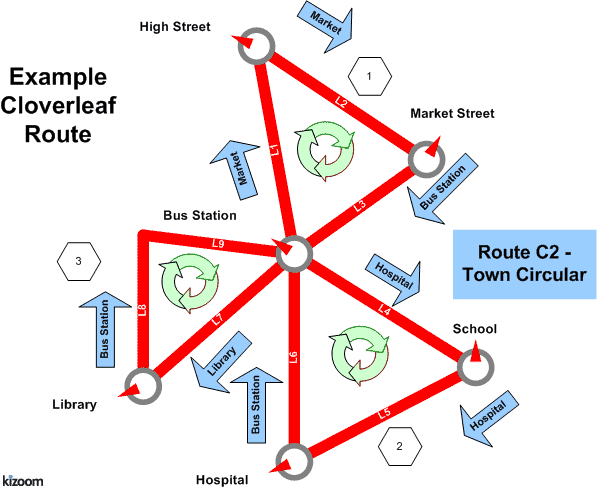 Example
Cloverleaf
Route
High Street
Market
1
L2
Market Street
L1
Market
L3
Bus Station
Bus Station
L9
3
Route C2 -
Town Circular
Hospital
L4
L8
Bus Station
L7
Library
L6
School
Library
Bus Station
L5
Hospital
2
Hospital
kizoom